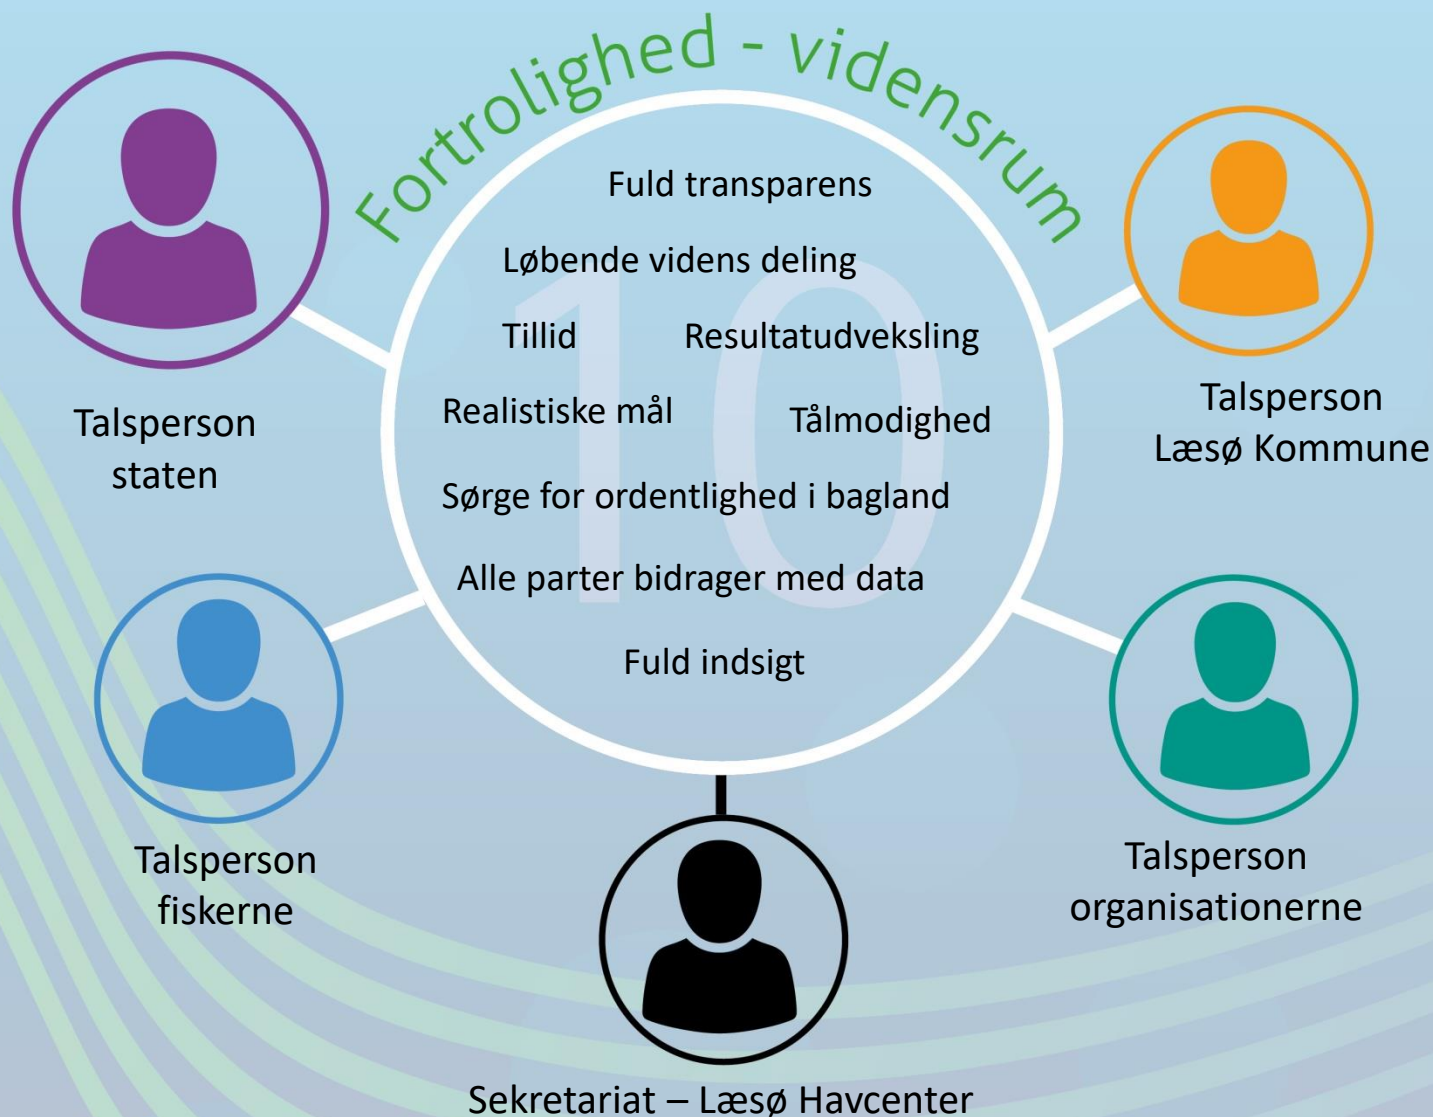 Fortrolighed - vidensrum
Fuld transparens
Løbende videns deling
Tillid
Resultatudveksling
Realistiske mål
Tålmodighed
Sørge for ordentlighed i bagland
Alle parter bidrager med data
Fuld indsigt
10
Talsperson
staten
Talsperson
Læsø Kommune
Talsperson
fiskerne
Talsperson
organisationerne
Sekretariat – Læsø Havcenter